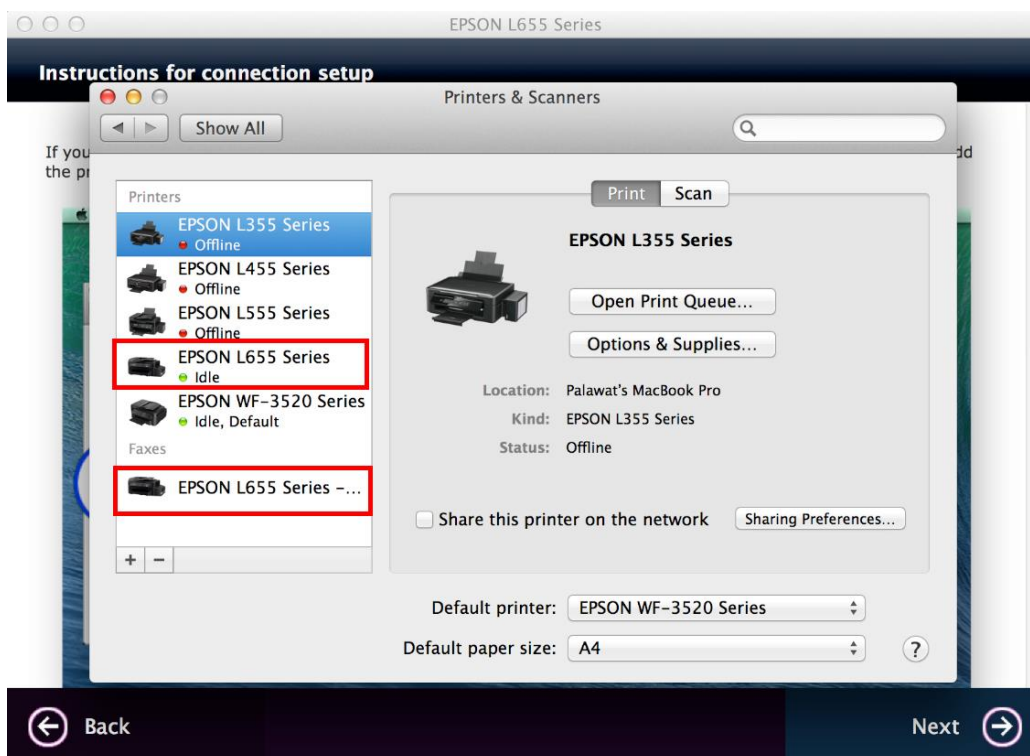 EPSON L655 Series
Instructions for connection setup
Printers & Scanners
Show All
If you
dd
the pr
Printers
EPSON L355 Series
Offline
EPSON L455 Series
Offline
EPSON L555 Series
Offline
EPSON L655 Series
Idle
EPSON WF-3520 Series
Idle, Default
Faxes
EPSON L655 Series –...
+ −
Print Scan
EPSON L355 Series
Open Print Queue...
Options & Supplies...
Location: Palawat's MacBook Pro
Kind: EPSON L355 Series
Status: Offline
Share this printer on the network Sharing Preferences...
Default printer: EPSON WF-3520 Series
Default paper size: A4 ?
Back Next